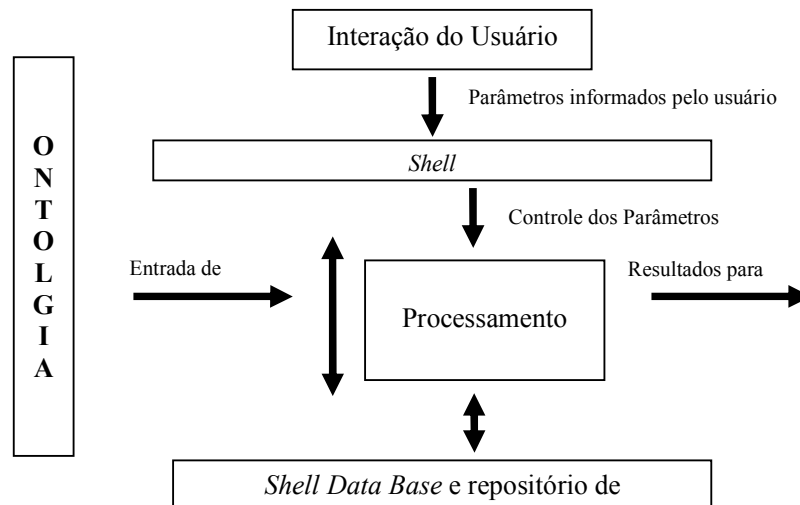 Interação do Usuário
Parâmetros informados pelo usuário
Shell
Controle dos Parâmetros
O
N
T
O
L
G
I
A
Entrada de
Processamento
Resultados para
Shell Data Base e repositório de